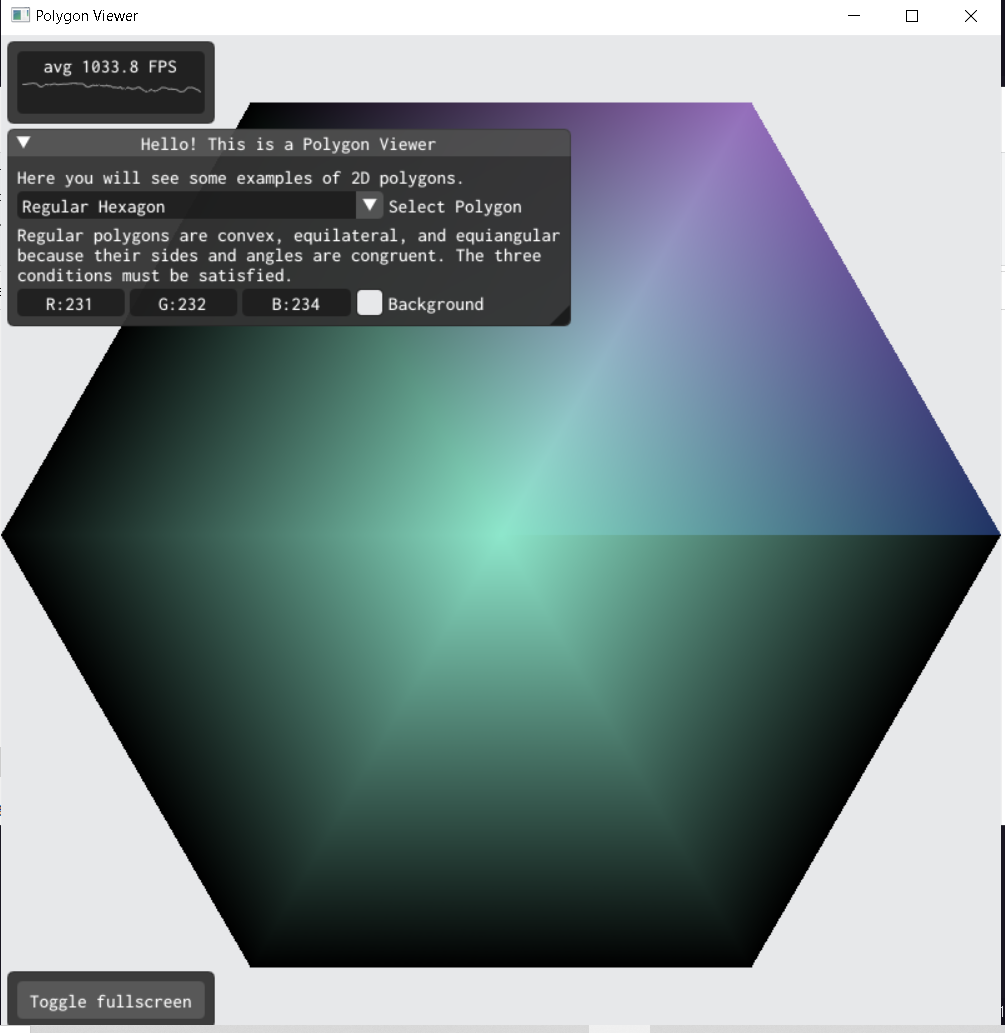 Polygon Viewer
avg 1033.8 FPS
Hello! This is a Polygon Viewer
Here you will see some examples of 2D polygons.
Regular Hexagon Select Polygon
Regular polygons are convex, equilateral, and equiangular
because their sides and angles are congruent. The three
conditions must be satisfied.
R:231 G:232 B:234 Background
Toggle fullscreen